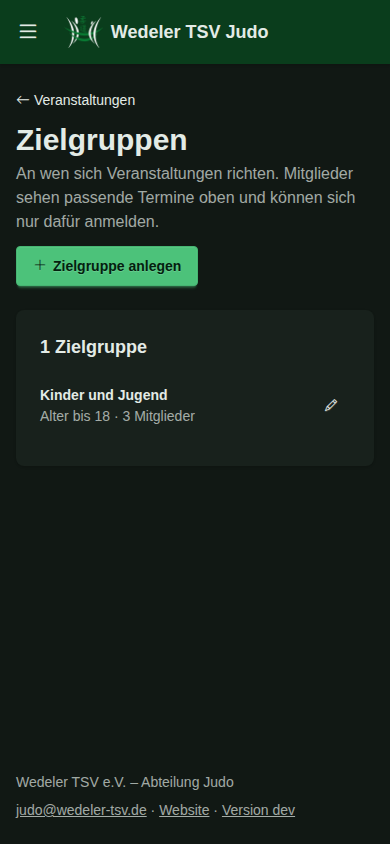 Wedeler TSV Judo
← Veranstaltungen
Zielgruppen
An wen sich Veranstaltungen richten. Mitglieder
sehen passende Termine oben und können sich
nur dafür anmelden.
+ Zielgruppe anlegen
1 Zielgruppe
Kinder und Jugend
Alter bis 18 · 3 Mitglieder
Wedeler TSV e.V. – Abteilung Judo
judo@wedeler-tsv.de · Website · Version dev